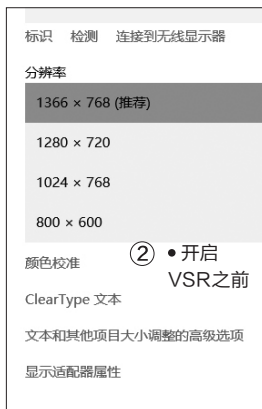 标识 检测 连接到无线显示器
分辨率
1366 × 768 (推荐)
1280 × 720
1024 × 768
800 × 600
② •开启
VSR之前
颜色校准
ClearType 文本
文本和其他项目大小调整的高级选项
显示适配器属性